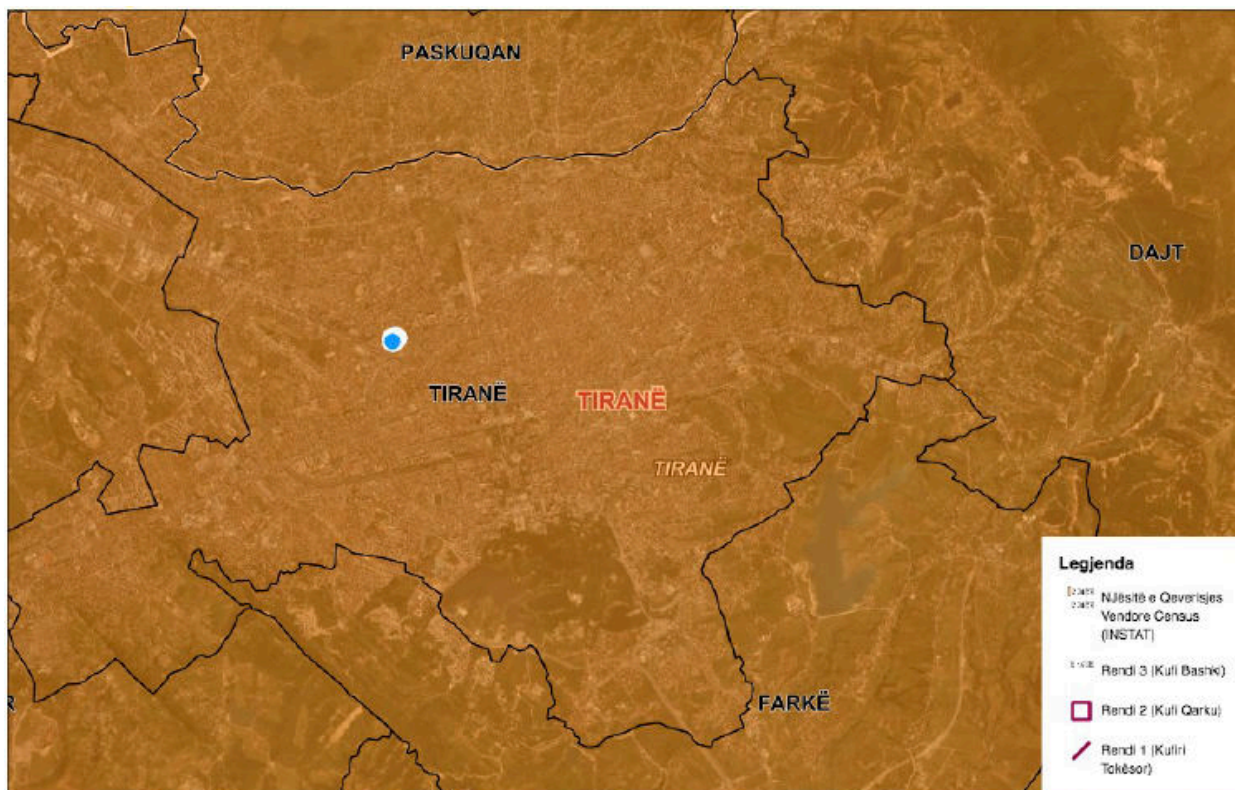 PASKUQAN
DAJT
TIRANË
TIRANË
TIRANË
FARKË
R
Legjenda
NJësitë e Qeverisjes
Vendore Census
(INSTAT)
Rendi 3 (Kufi Bashki)
Rendi 2 (Kufi Qarku)
Rendi 1 (Kufiri
Tokësor)